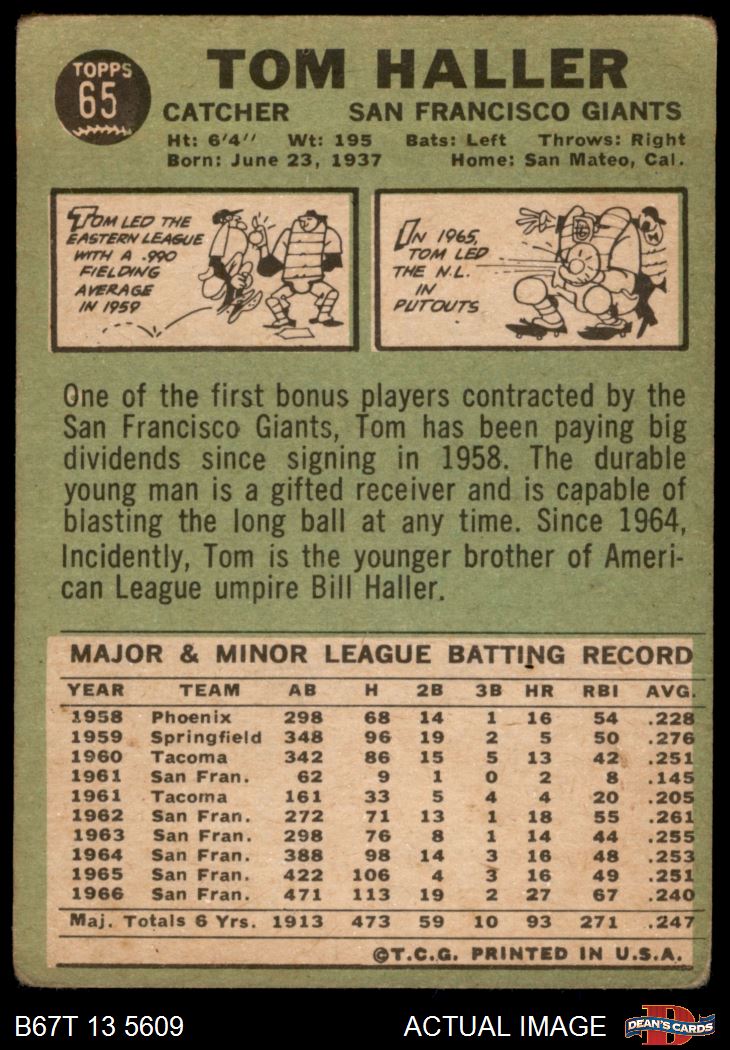 TOPPS
65
TOM HALLER
CATCHER SAN FRANCISCO GIANTS
Ht: 6'4" Wt: 195 Bats: Left Throws: Right
Born: June 23, 1937 Home: San Mateo, Cal.
TOM LED THE
EASTERN LEAGUE
WITH A .990
FIELDING
AVERAGE
IN 1959
IN 1965,
TOM LED
THE N.L.
IN
PUTOUTS
One of the first bonus players contracted by the
San Francisco Giants, Tom has been paying big
dividends since signing in 1958. The durable
young man is a gifted receiver and is capable of
blasting the long ball at any time. Since 1964,
Incidently, Tom is the younger brother of Ameri-
can League umpire Bill Haller.
MAJOR & MINOR LEAGUE BATTING RECORD
YEAR TEAM AB H 2B 3B HR RBI AVG.
1958 Phoenix 298 68 14 1 16 54 .228
1959 Springfield 348 96 19 2 5 50 .276
1960 Tacoma 342 86 15 5 13 42 .251
1961 San Fran. 62 9 1 0 2 8 .145
1961 Tacoma 161 33 5 4 4 20 .205
1962 San Fran. 272 71 13 1 18 55 .261
1963 San Fran. 298 76 8 1 14 44 .255
1964 San Fran. 388 98 14 3 16 48 .253
1965 San Fran. 422 106 4 3 16 49 .251
1966 San Fran. 471 113 19 2 27 67 .240
Maj. Totals 6 Yrs. 1913 473 59 10 93 271 .247
©T.C.G. PRINTED IN U.S.A.
B67T 13 5609 ACTUAL IMAGE
D
DEAN'S CARDS